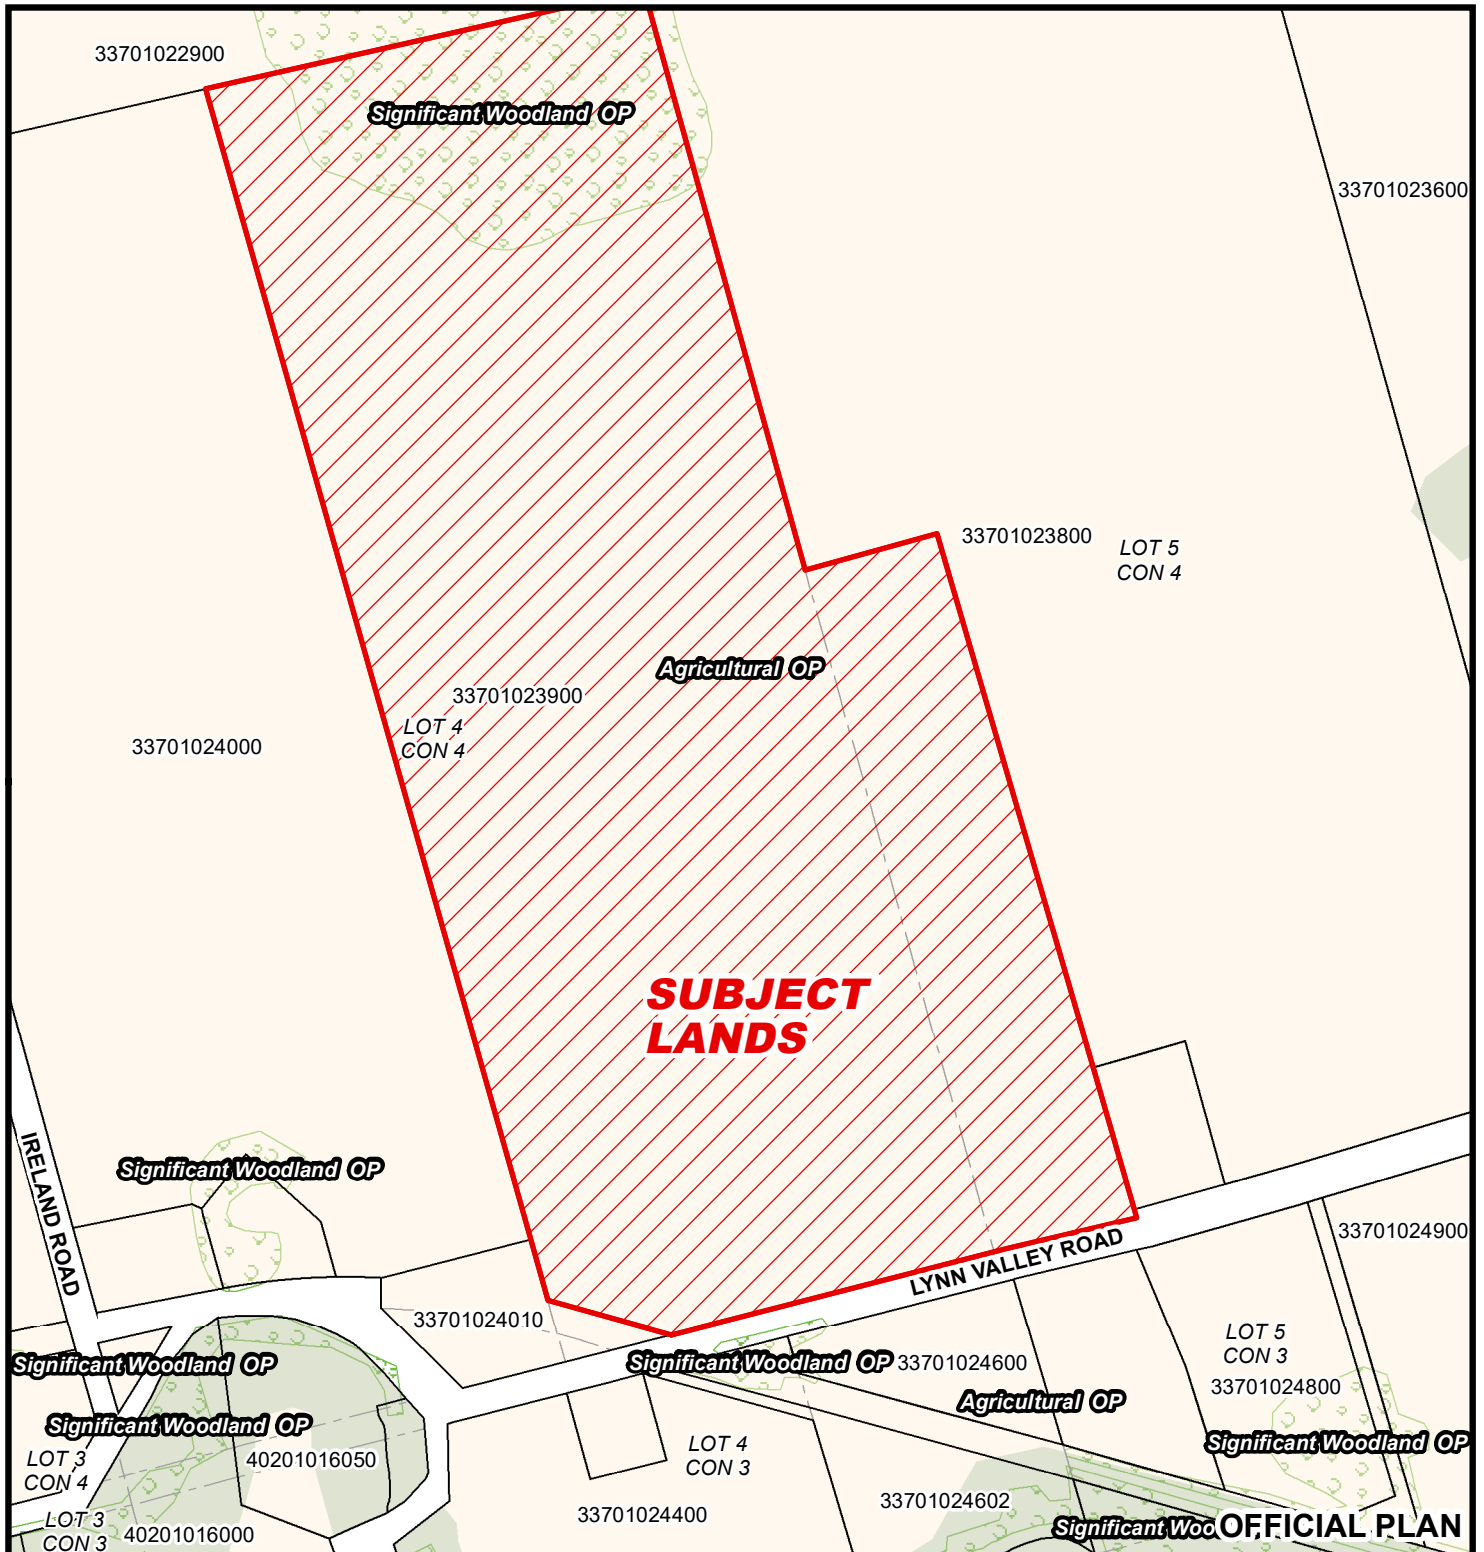 33701022900
Significant Woodland OP
33701023600
33701023800
LOT 5
CON 4
Agricultural OP
33701023900
LOT 4
CON 4
33701024000
SUBJECT
LANDS
IRELAND ROAD
Significant Woodland OP
LYNN VALLEY ROAD
33701024900
33701024010
LOT 5
CON 3
Significant Woodland OP
Significant Woodland OP
33701024600
33701024800
Agricultural OP
Significant Woodland OP
LOT 4
CON 3
Significant Woodland OP
LOT 3
CON 4
40201016050
33701024602
33701024400
LOT 3
CON 3
40201016000
Significant Woo
OFFICIAL PLAN